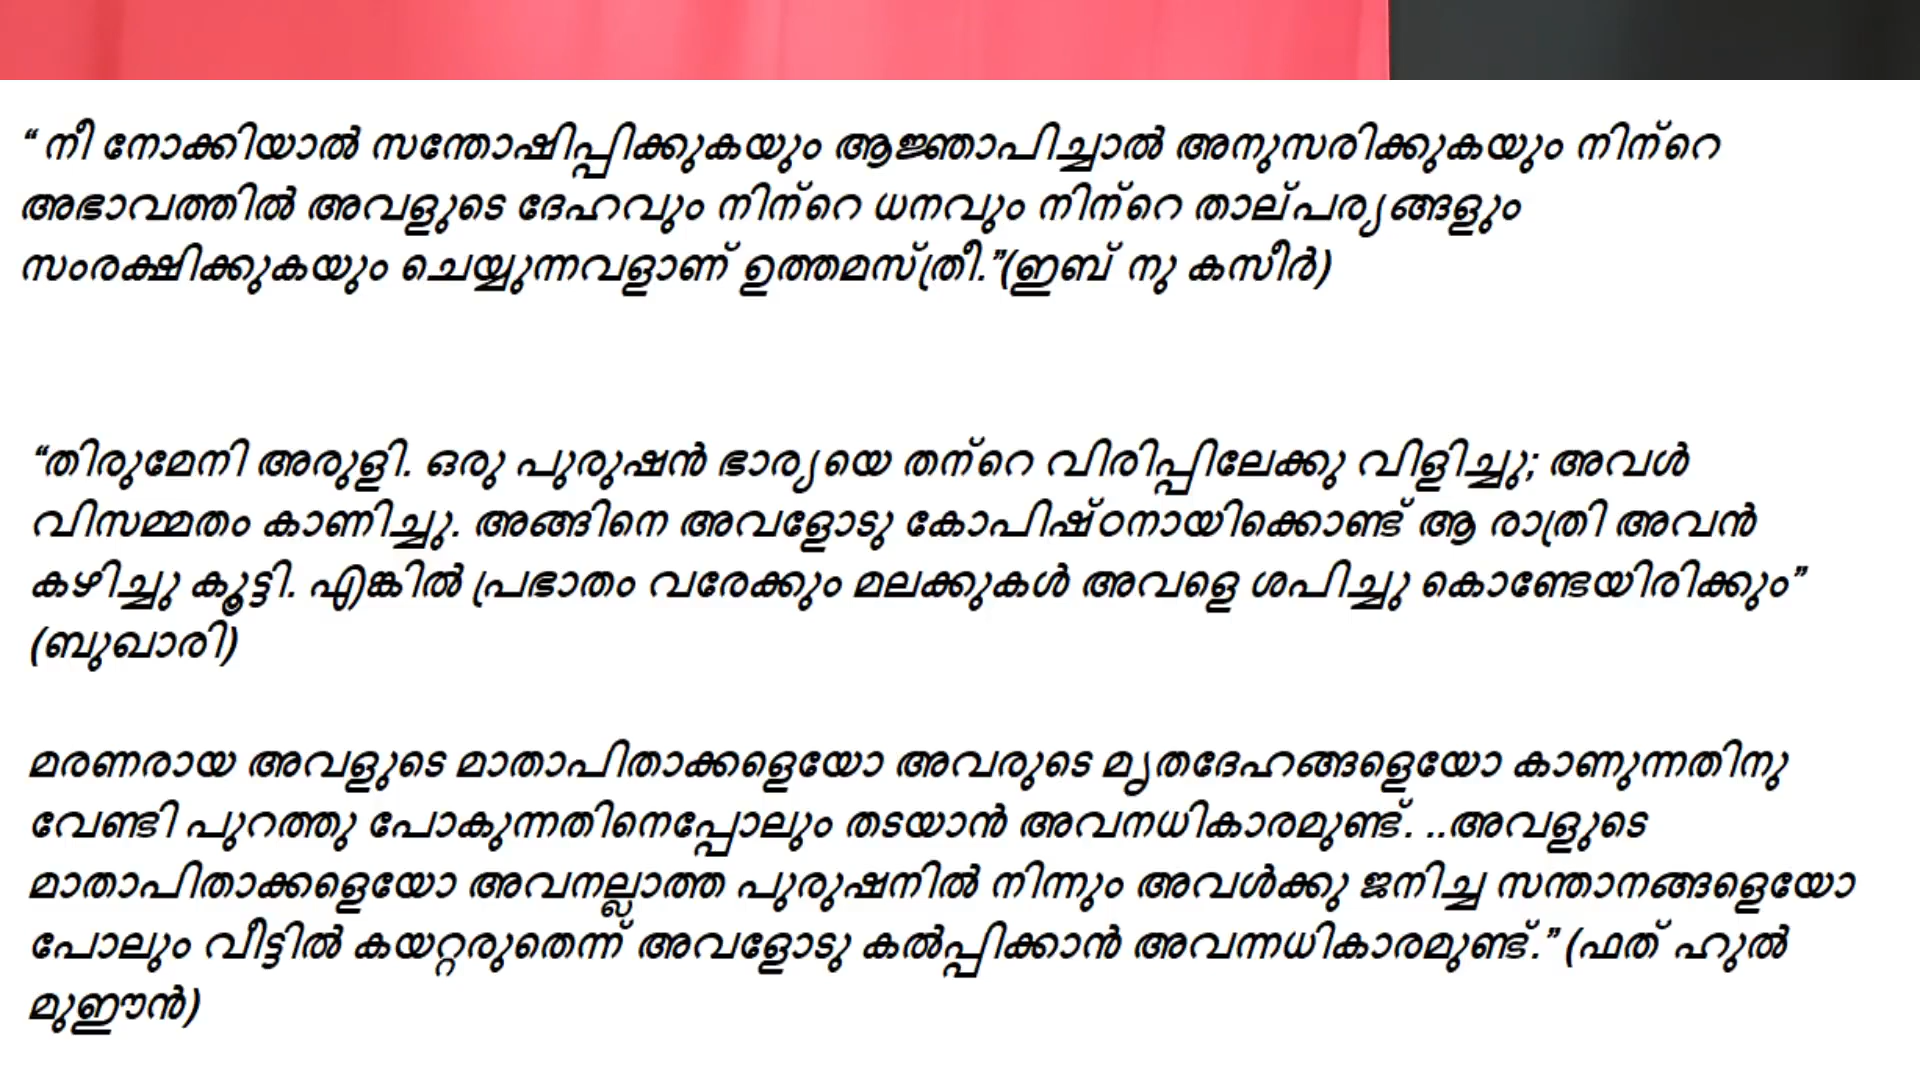 “ നീ നോക്കിയാൽ സന്തോഷിപ്പിക്കുകയും ആജ്ഞാപിച്ചാൽ അനുസരിക്കുകയും നിന്റെ
അഭാവത്തിൽ അവളുടെ ദേഹവും നിന്റെ ധനവും നിന്റെ താല്പര്യങ്ങളും
സംരക്ഷിക്കുകയും ചെയ്യുന്നവളാണ് ഉത്തമസ്ത്രീ.”(ഇബ് നു കസീർ)
“തിരുമേനി അരുളി. ഒരു പുരുഷൻ ഭാര്യയെ തന്റെ വിരിപ്പിലേക്കു വിളിച്ചു; അവൾ
വിസമ്മതം കാണിച്ചു. അങ്ങിനെ അവളോടു കോപിഷ്ഠനായിക്കൊണ്ട് ആ രാത്രി അവൻ
കഴിച്ചു കൂട്ടി. എങ്കിൽ പ്രഭാതം വരേക്കും മലക്കുകൾ അവളെ ശപിച്ചു കൊണ്ടേയിരിക്കും”
(ബുഖാരി)
മരണരായ അവളുടെ മാതാപിതാക്കളെയോ അവരുടെ മൃതദേഹങ്ങളെയോ കാണുന്നതിനു
വേണ്ടി പുറത്തു പോകുന്നതിനെപ്പോലും തടയാൻ അവനധികാരമുണ്ട്. ..അവളുടെ
മാതാപിതാക്കളെയോ അവനല്ലാത്ത പുരുഷനിൽ നിന്നും അവൾക്കു ജനിച്ച സന്താനങ്ങളെയോ
പോലും വീട്ടിൽ കയറ്റരുതെന്ന് അവളോടു കൽപ്പിക്കാൻ അവന്നധികാരമുണ്ട്.” (ഫത് ഹുൽ
മുഈൻ)